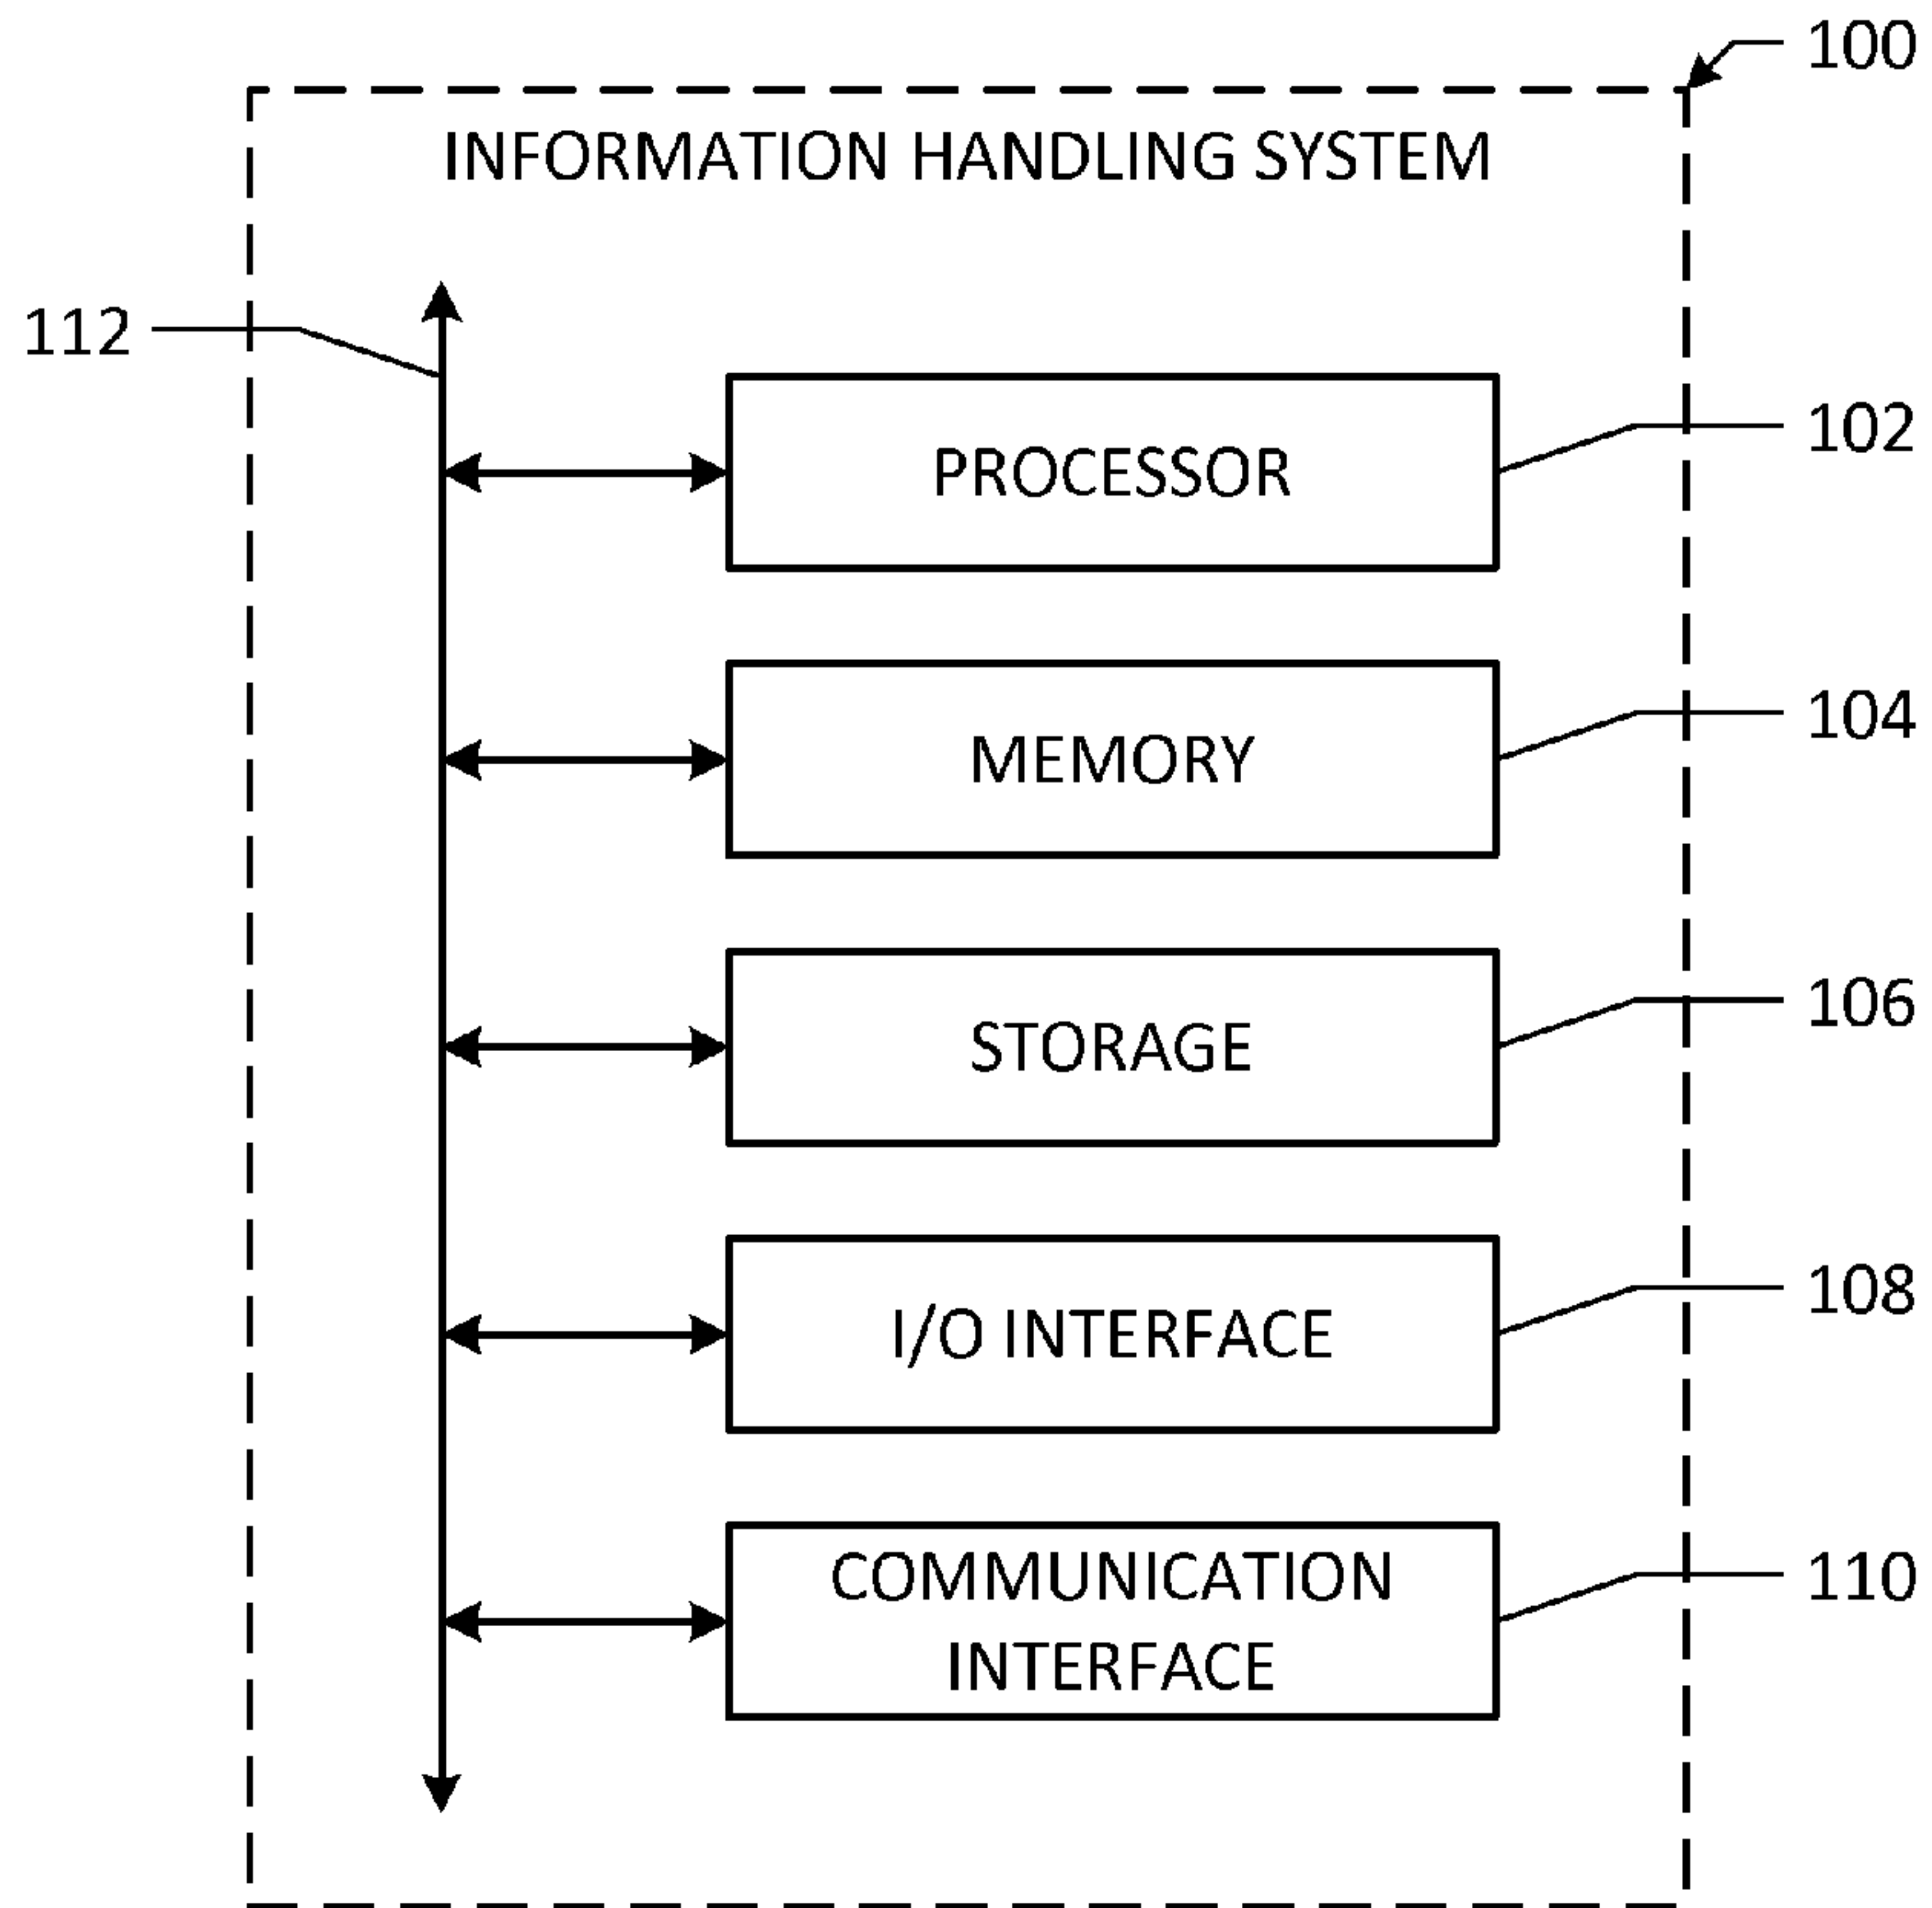 100
INFORMATION HANDLING SYSTEM
112
PROCESSOR
102
MEMORY
104
STORAGE
106
I/O INTERFACE
108
COMMUNICATION
INTERFACE
110